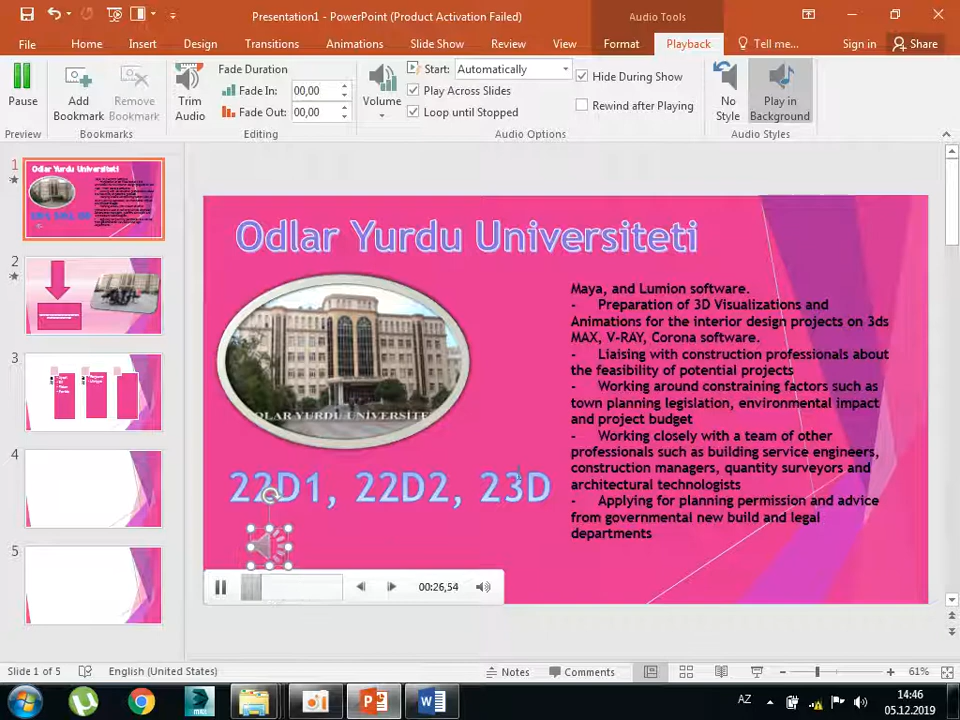 Presentation1 - PowerPoint (Product Activation Failed)
Audio Tools
File
Home
Insert
Design
Transitions
Animations
Slide Show
Review
View
Format
Playback
Tell me...
Sign in
Share
Pause
Add Bookmark
Remove Bookmark
Trim Audio
Fade Duration
Fade In: 00,00
Fade Out: 00,00
Volume
Start: Automatically
Play Across Slides
Loop until Stopped
Hide During Show
Rewind after Playing
No Style
Play in Background
Preview
Bookmarks
Editing
Audio Options
Audio Styles
1
Odlar Yurdu Universiteti
2
3
4
5
Odlar Yurdu Universiteti
ODLAR YURDU UNIVERSITE
22D1, 22D2, 23D
Maya, and Lumion software.
- Preparation of 3D Visualizations and
Animations for the interior design projects on 3ds
MAX, V-RAY, Corona software.
- Liaising with construction professionals about
the feasibility of potential projects
- Working around constraining factors such as
town planning legislation, environmental impact
and project budget
- Working closely with a team of other
professionals such as building service engineers,
construction managers, quantity surveyors and
architectural technologists
- Applying for planning permission and advice
from governmental new build and legal
departments
00:26,54
Slide 1 of 5
English (United States)
Notes
Comments
61%
AZ
14:46
05.12.2019